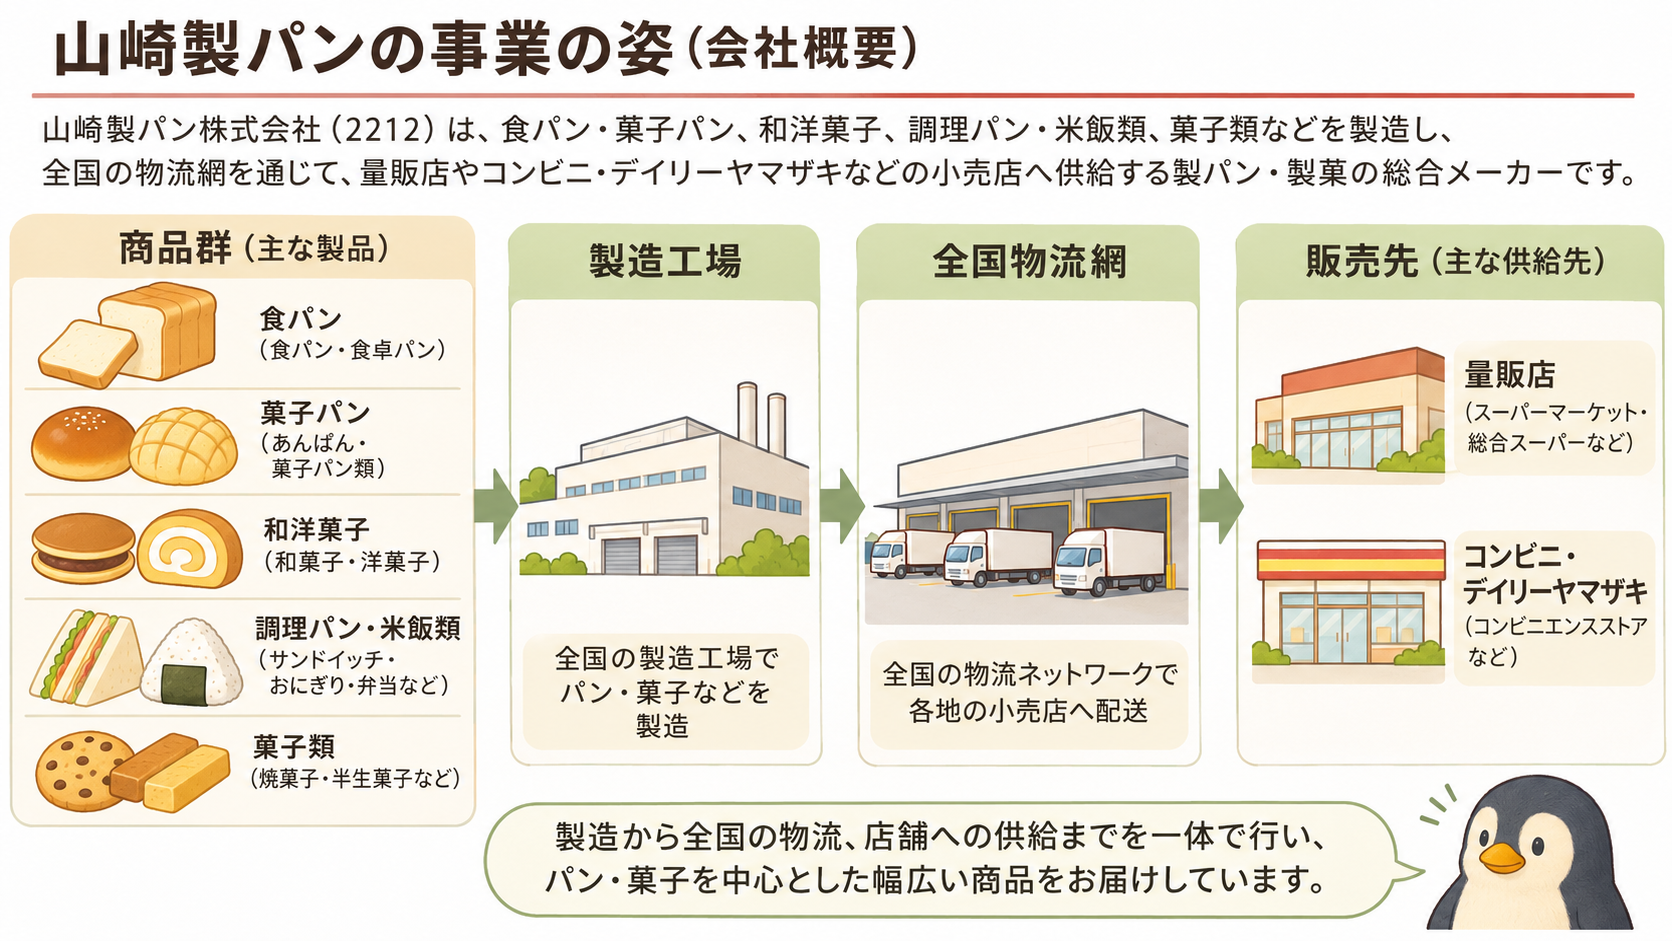 山崎製パンの事業の姿(会社概要)
山崎製パン株式会社(2212)は、食パン・菓子パン、和洋菓子、調理パン・米飯類、菓子類などを製造し、
全国の物流網を通じて、量販店やコンビニ・デイリーヤマザキなどの小売店へ供給する製パン・製菓の総合メーカーです。
商品群(主な製品)
食パン
(食パン・食卓パン)
菓子パン
(あんぱん・
菓子パン類)
和洋菓子
(和菓子・洋菓子)
調理パン・米飯類
(サンドイッチ・
おにぎり・弁当など)
菓子類
(焼菓子・半生菓子など)
製造工場
全国の製造工場で
パン・菓子などを
製造
全国物流網
全国の物流ネットワークで
各地の小売店へ配送
販売先(主な供給先)
量販店
(スーパーマーケット・
総合スーパーなど)
コンビニ・
デイリーヤマザキ
(コンビニエンスストア
など)
製造から全国の物流、店舗への供給までを一体で行い、
パン・菓子を中心とした幅広い商品をお届けしています。